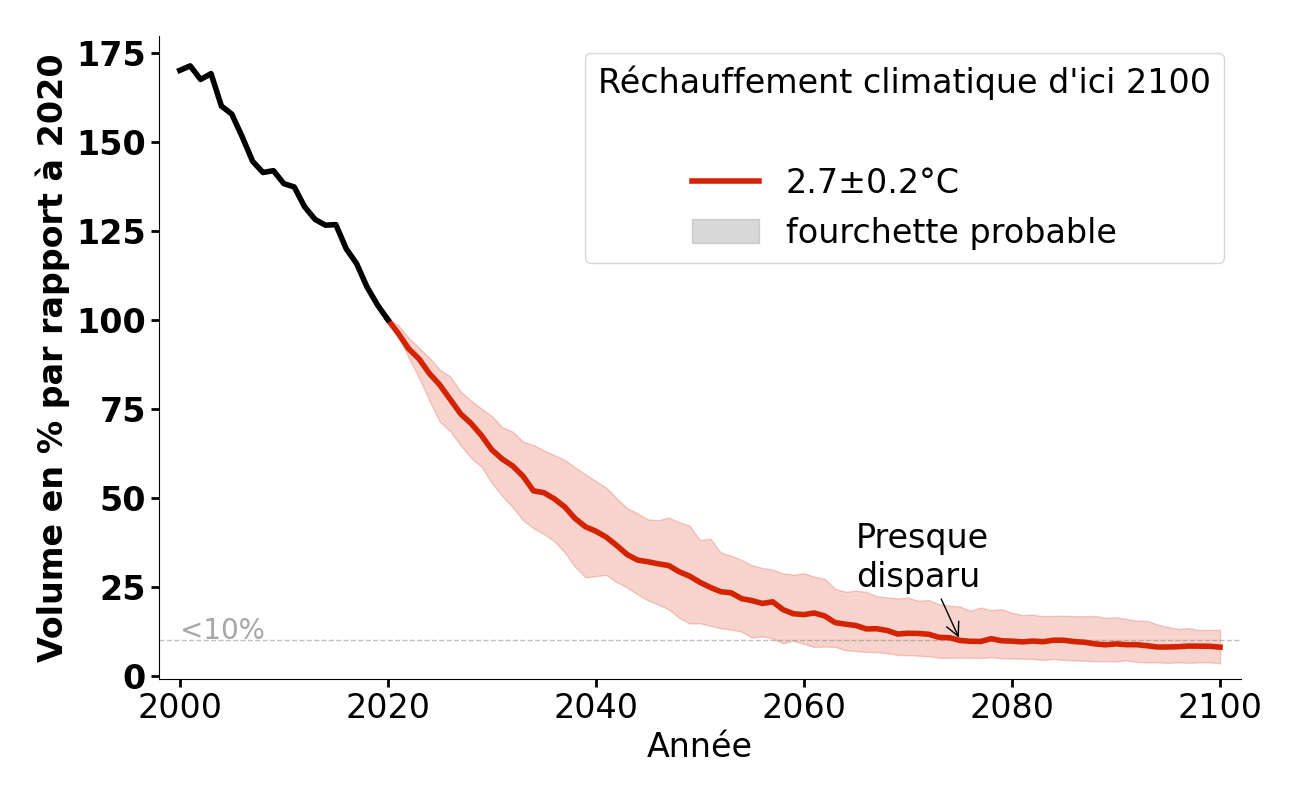 Volume en % par rapport à 2020
175
150
125
100
75
50
25
0
Réchauffement climatique d'ici 2100
2.7±0.2°C
fourchette probable
Presque
disparu
<10%
2000
2020
2040
2060
2080
2100
Année